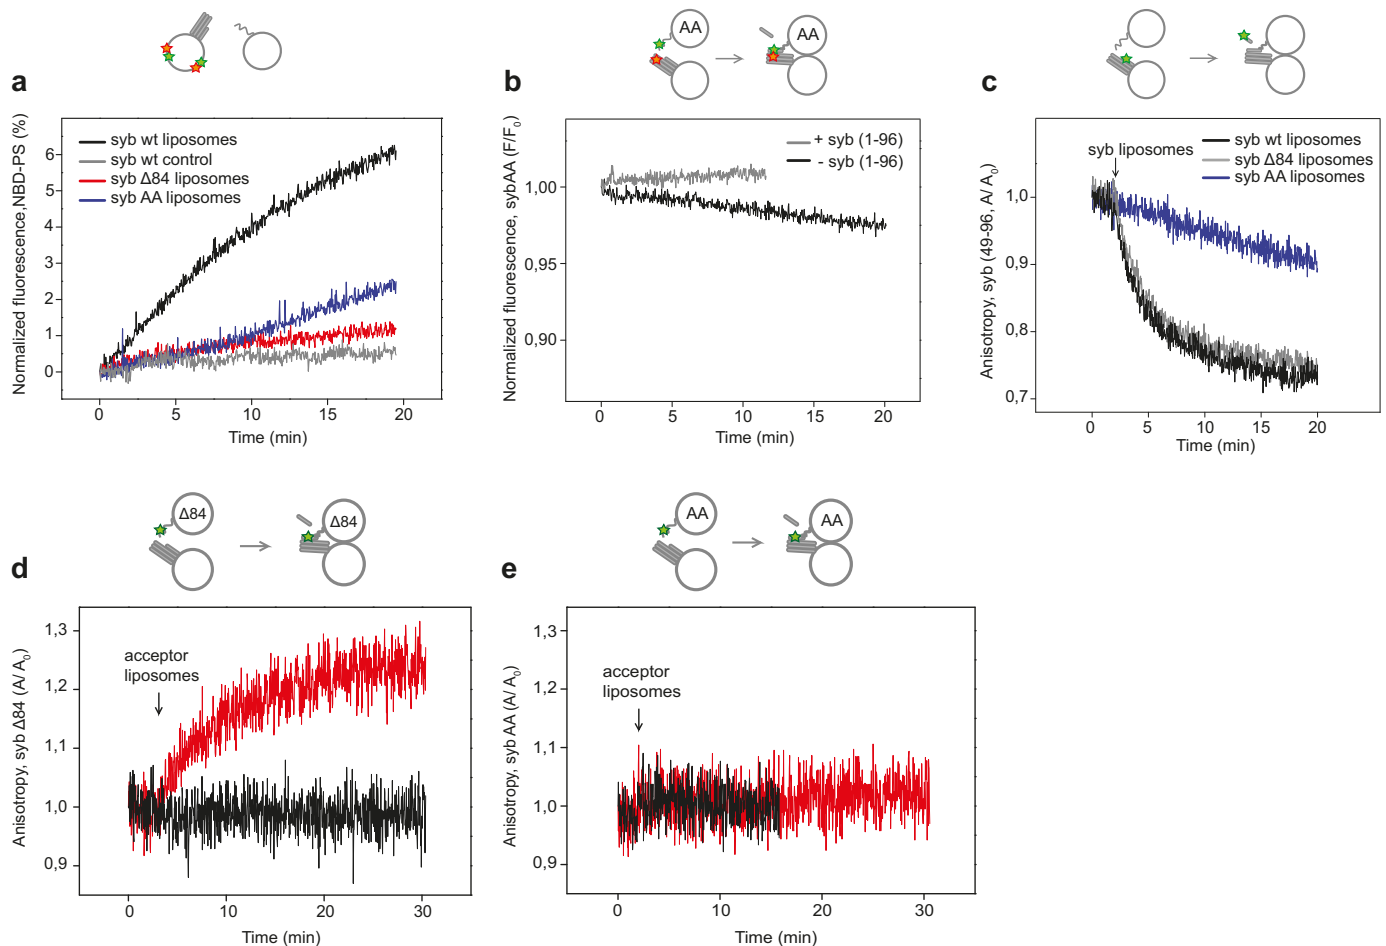 a
Normalized fluorescence,NBD-PS (%)
syb wt liposomes
syb wt control
syb Δ84 liposomes
syb AA liposomes
6
5
4
3
2
1
0
0 5 10 15 20
Time (min)
b
AA
AA
Normalized fluorescence, sybAA (F/F0)
+ syb (1-96)
- syb (1-96)
1,00
0,95
0,90
0 5 10 15 20
Time (min)
c
Anisotropy, syb (49-96, A/ A0)
syb liposomes
syb wt liposomes
syb Δ84 liposomes
syb AA liposomes
1,0
0,9
0,8
0,7
0 5 10 15 20
Time (min)
d
Δ84
Δ84
Anisotropy, syb Δ84 (A/ A0)
acceptor
liposomes
1,3
1,2
1,1
1,0
0,9
0 10 20 30
Time (min)
e
AA
AA
Anisotropy, syb AA (A/ A0)
acceptor
liposomes
1,3
1,2
1,1
1,0
0,9
0 10 20 30
Time (min)